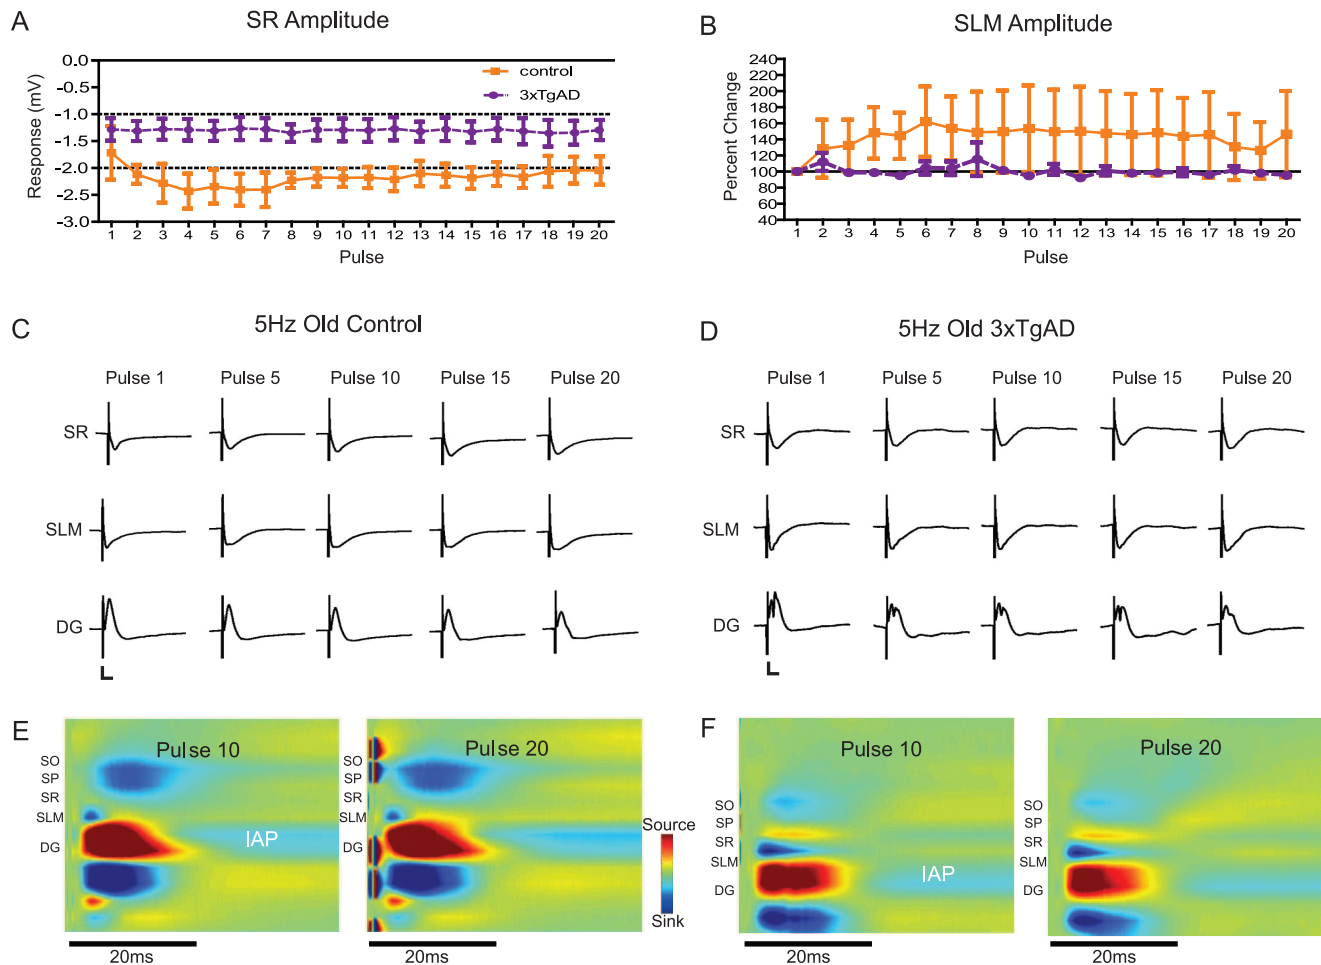 A
SR Amplitude
0.0
-0.5
-1.0
-1.5
-2.0
-2.5
-3.0
Response (mV)
control
3xTgAD
1 2 3 4 5 6 7 8 9 10 11 12 13 14 15 16 17 18 19 20
Pulse
B
SLM Amplitude
240
220
200
180
160
140
120
100
80
60
40
Percent Change
1 2 3 4 5 6 7 8 9 10 11 12 13 14 15 16 17 18 19 20
Pulse
C
5Hz Old Control
Pulse 1 Pulse 5 Pulse 10 Pulse 15 Pulse 20
SR
SLM
DG
D
5Hz Old 3xTgAD
Pulse 1 Pulse 5 Pulse 10 Pulse 15 Pulse 20
SR
SLM
DG
E
Pulse 10
SO
SP
SR
SLM
DG
IAP
20ms
Pulse 20
SO
SP
SR
SLM
DG
20ms
Source
Sink
F
Pulse 10
SO
SP
SR
SLM
DG
IAP
20ms
Pulse 20
SO
SP
SR
SLM
DG
20ms